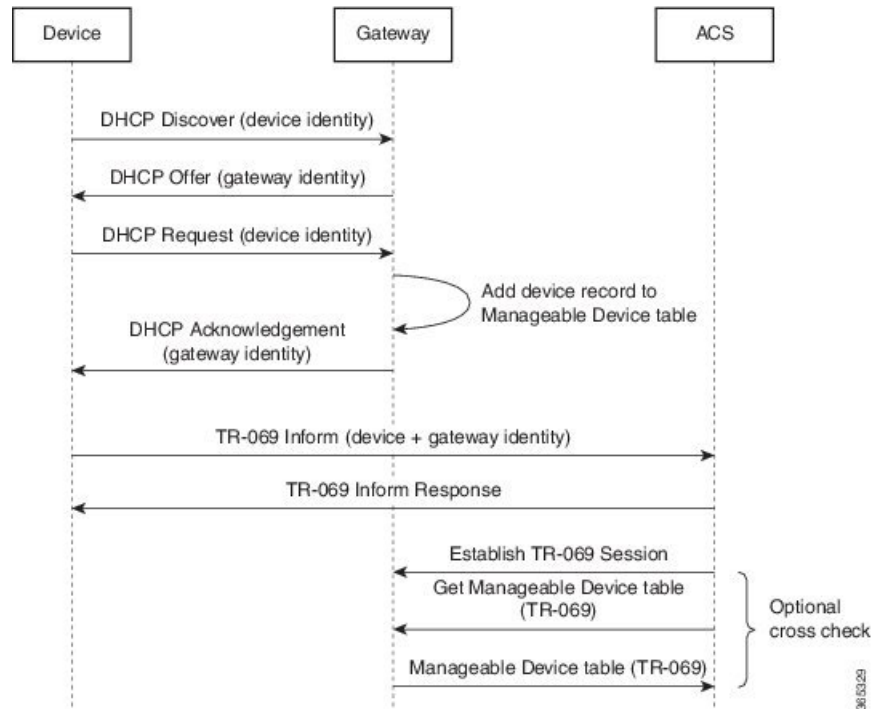 Device
Gateway
ACS
DHCP Discover (device identity)
DHCP Offer (gateway identity)
DHCP Request (device identity)
Add device record to
Manageable Device table
DHCP Acknowledgement
(gateway identity)
TR-069 Inform (device + gateway identity)
TR-069 Inform Response
Establish TR-069 Session
Get Manageable Device table
(TR-069)
Optional
cross check
Manageable Device table (TR-069)
365329